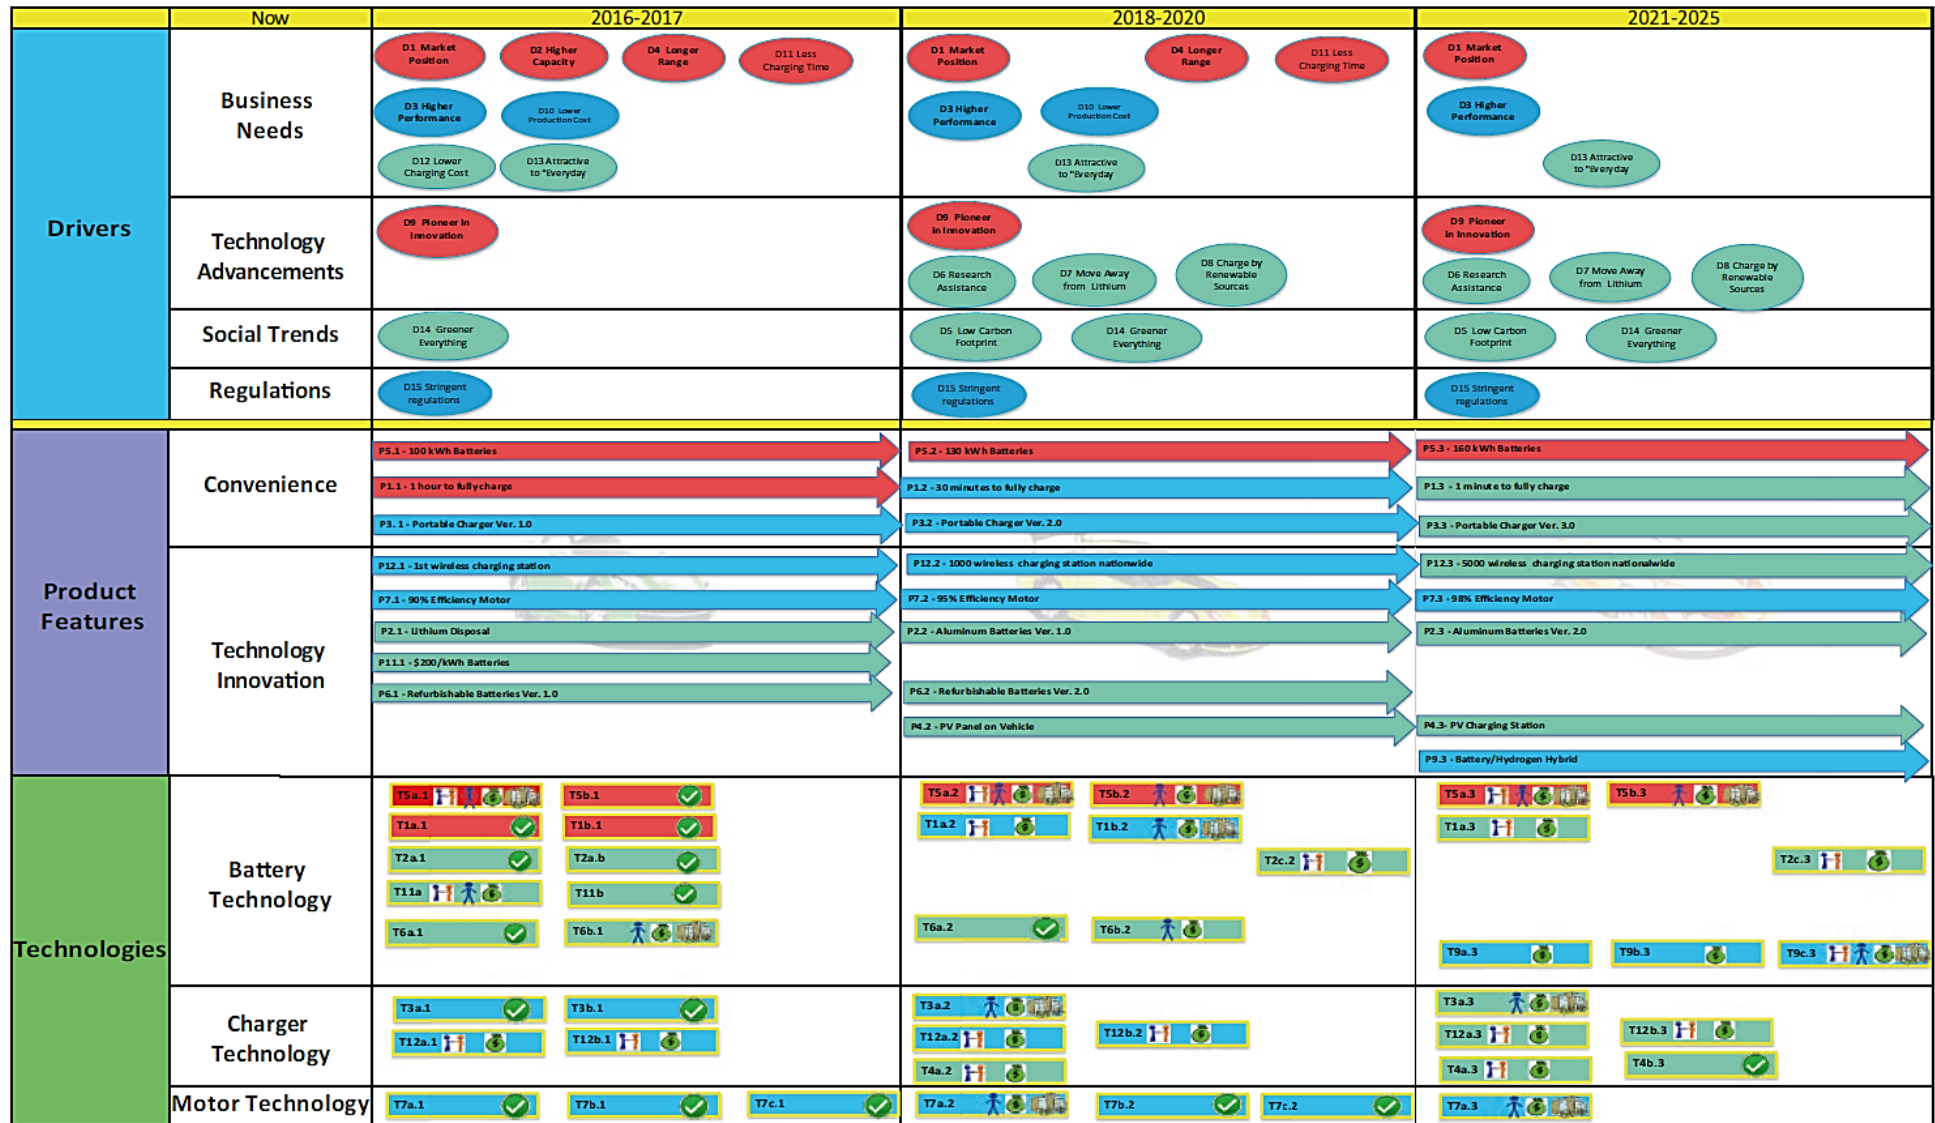 Now 2016-2017 2018-2020 2021-2025
Drivers
Business
Needs
D1 Market
Position
D2 Higher
Capacity
D4 Longer
Range
D11 Less
Charging Time
D3 Higher
Performance
D10 Lower
Production Cost
D12 Lower
Charging Cost
D13 Attractive
to "Everyday
D1 Market
Position
D4 Longer
Range
D11 Less
Charging Time
D3 Higher
Performance
D10 Lower
Production Cost
D13 Attractive
to "Everyday
D1 Market
Position
D3 Higher
Performance
D13 Attractive
to "Everyday
Technology
Advancements
D9 Pioneer in
Innovation
D9 Pioneer
in Innovation
D6 Research
Assistance
D7 Move Away
from Lithium
D8 Charge by
Renewable
Sources
D9 Pioneer
in Innovation
D6 Research
Assistance
D7 Move Away
from Lithium
D8 Charge by
Renewable
Sources
Social Trends
D14 Greener
Everything
D5 Low Carbon
Footprint
D14 Greener
Everything
D5 Low Carbon
Footprint
D14 Greener
Everything
Regulations
D15 Stringent
regulations
D15 Stringent
regulations
D15 Stringent
regulations
Product
Features
Convenience
P5.1 - 100 kWh Batteries
P5.2 - 130 kWh Batteries
P5.3 - 160 kWh Batteries
P1.1 - 1 hour to fully charge
P1.2 - 30 minutes to fully charge
P1.3 - 1 minute to fully charge
P3. 1 - Portable Charger Ver. 1.0
P3.2 - Portable Charger Ver. 2.0
P3.3 - Portable Charger Ver. 3.0
Technology
Innovation
P12.1 - 1st wireless charging station
P12.2 - 1000 wireless charging station nationwide
P12.3 - 5000 wireless charging station nationalwide
P7.1 - 90% Efficiency Motor
P7.2 - 95% Efficiency Motor
P7.3 - 98% Efficiency Motor
P2.1 - Lithium Disposal
P2.2 - Aluminum Batteries Ver. 1.0
P2.3 - Aluminum Batteries Ver. 2.0
P11.1 - $200/kWh Batteries
P6.1 - Refurbishable Batteries Ver. 1.0
P6.2 - Refurbishable Batteries Ver. 2.0
P4.2 - PV Panel on Vehicle
P4.3- PV Charging Station
P9.3 - Battery/Hydrogen Hybrid
Technologies
Battery
Technology
T5a.1 T5b.1 T5a.2 T5b.2 T5a.3 T5b.3
T1a.1 T1b.1 T1a.2 T1b.2 T1a.3
T2a.1 T2a.b T2c.2 T2c.3
T11a T11b
T6a.1 T6b.1 T6a.2 T6b.2
T9a.3 T9b.3 T9c.3
Charger
Technology
T3a.1 T3b.1 T3a.2 T3a.3
T12a.1 T12b.1 T12a.2 T12b.2 T12a.3 T12b.3
T4a.2 T4a.3 T4b.3
Motor Technology
T7a.1 T7b.1 T7c.1 T7a.2 T7b.2 T7c.2 T7a.3